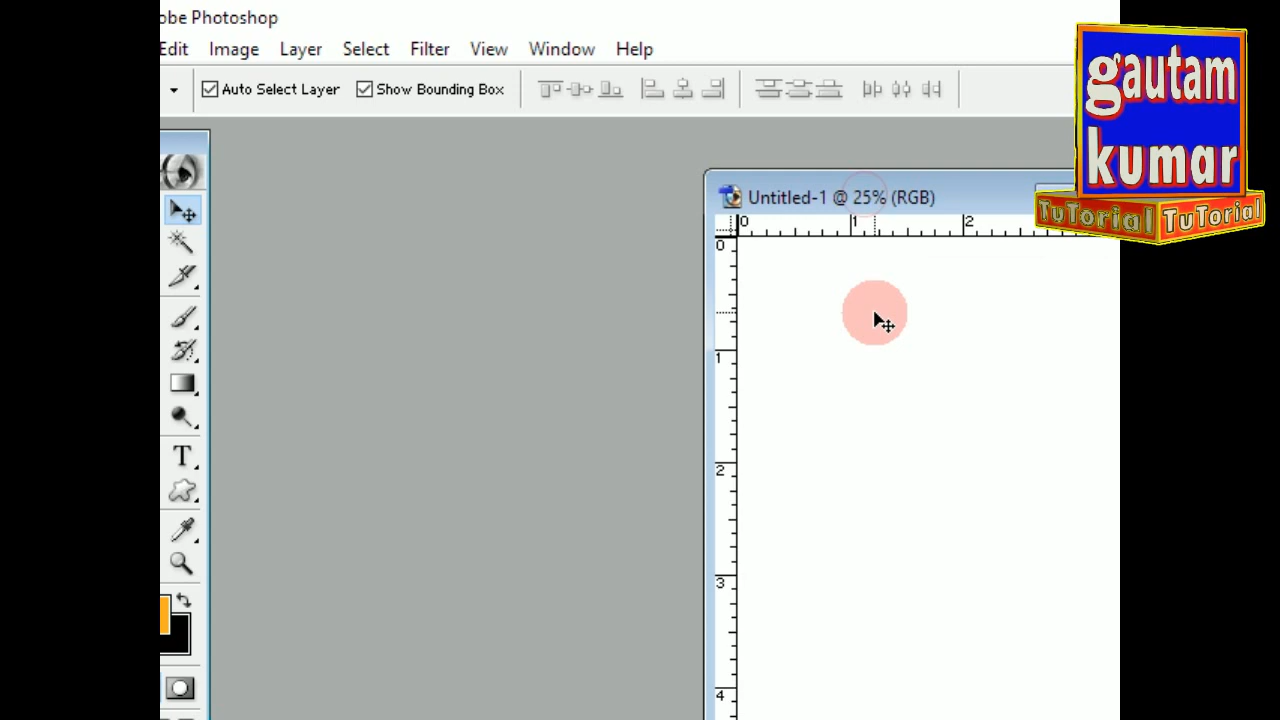 obe Photoshop
Edit Image Layer Select Filter View Window Help
Auto Select Layer Show Bounding Box
Untitled-1 @ 25% (RGB)
0 1 2
0
1
2
3
4
T
gautam
kumar
TuTorial TuTorial